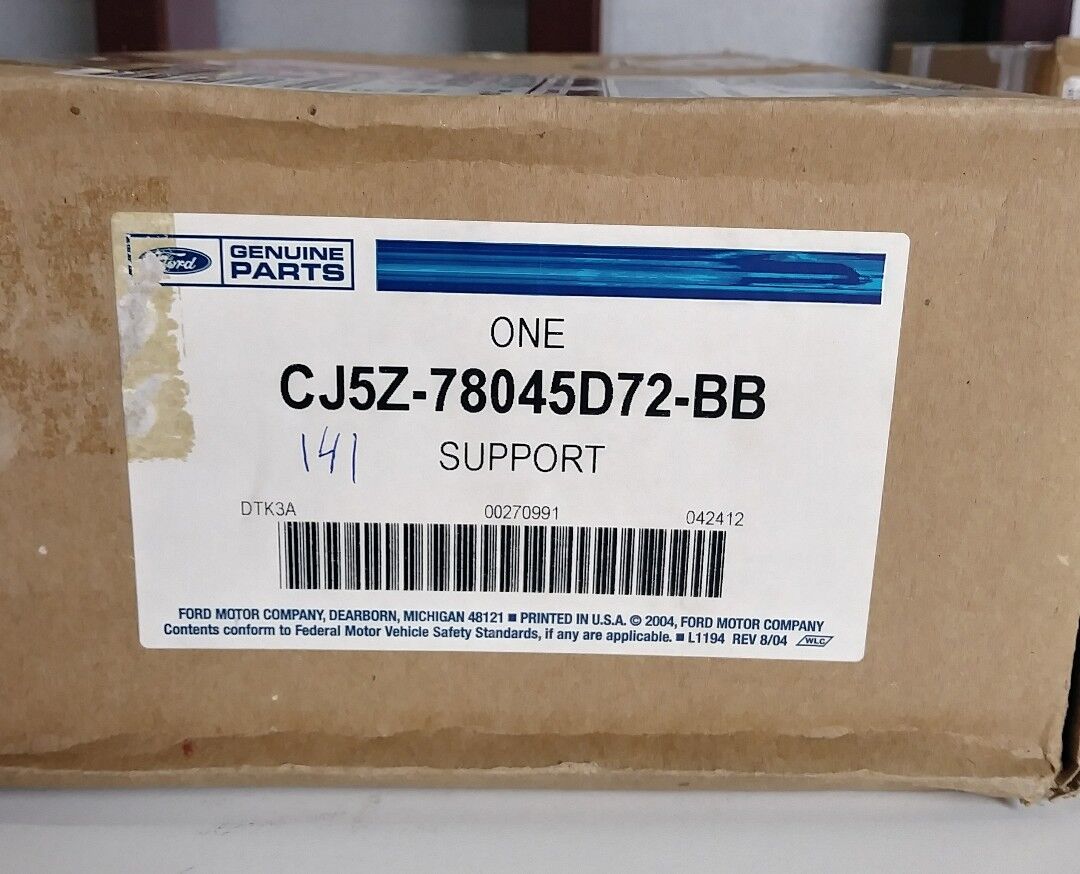 Ford GENUINE
PARTS
ONE
CJ5Z-78045D72-BB
141 SUPPORT
DTK3A 00270991 042412
FORD MOTOR COMPANY, DEARBORN, MICHIGAN 48121 ■ PRINTED IN U.S.A. © 2004, FORD MOTOR COMPANY
Contents conform to Federal Motor Vehicle Safety Standards, if any are applicable. ■ L1194 REV 8/04 WLC